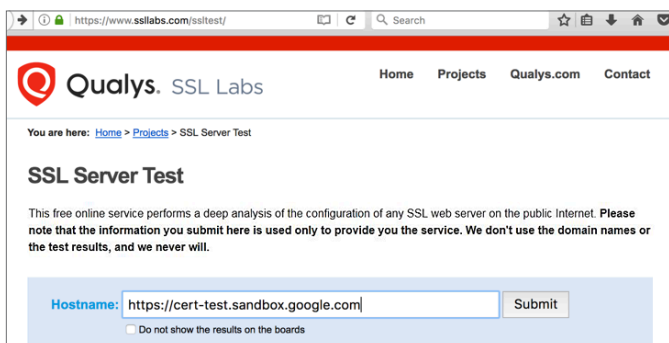 https://www.ssllabs.com/ssltest/
Search
Qualys. SSL Labs
Home Projects Qualys.com Contact
You are here: Home > Projects > SSL Server Test
SSL Server Test
This free online service performs a deep analysis of the configuration of any SSL web server on the public Internet. Please
note that the information you submit here is used only to provide you the service. We don't use the domain names or
the test results, and we never will.
Hostname: https://cert-test.sandbox.google.com Submit
Do not show the results on the boards